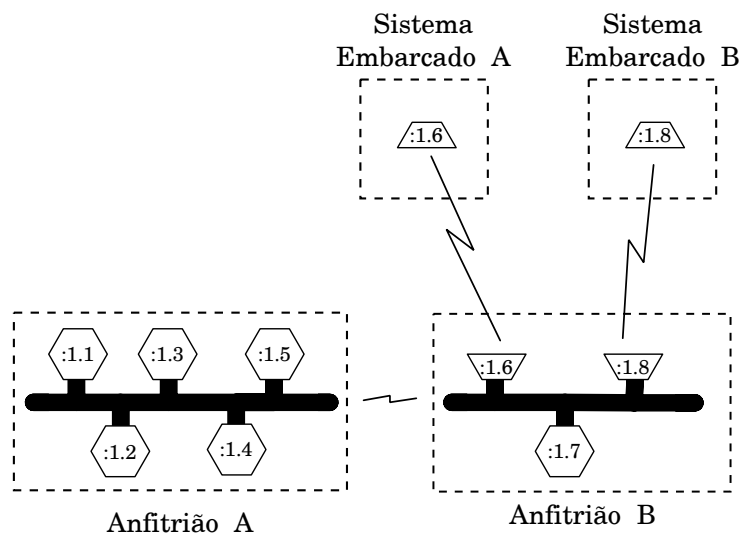 Sistema
Embarcado A
Sistema
Embarcado B
:1.6
:1.8
:1.1
:1.3
:1.5
:1.6
:1.8
:1.2
:1.4
:1.7
Anfitrião A
Anfitrião B